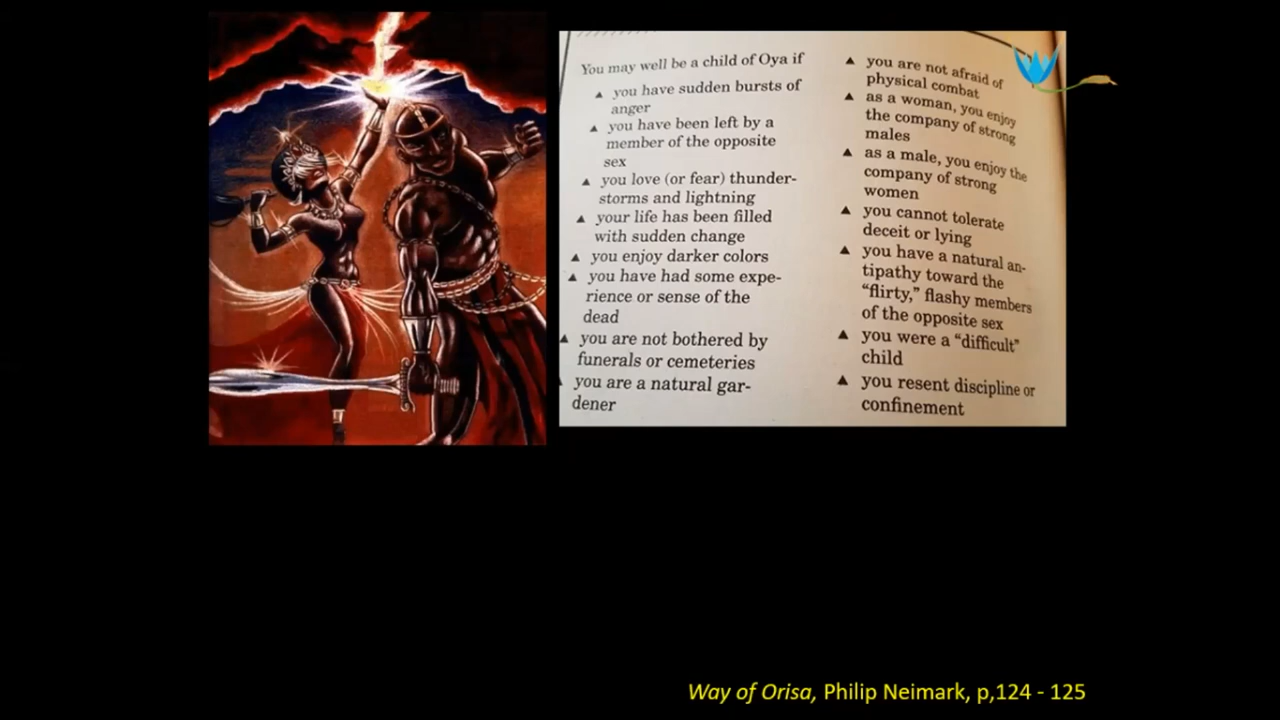 You may well be a child of Oya if
▲ you have sudden bursts of
anger
▲ you have been left by a
member of the opposite
sex
▲ you love (or fear) thunder-
storms and lightning
▲ your life has been filled
with sudden change
▲ you enjoy darker colors
▲ you have had some expe-
rience or sense of the
dead
▲ you are not bothered by
funerals or cemeteries
▲ you are a natural gar-
dener
▲ you are not afraid of
physical combat
▲ as a woman, you enjoy
the company of strong
males
▲ as a male, you enjoy the
company of strong
women
▲ you cannot tolerate
deceit or lying
▲ you have a natural an-
tipathy toward the
“flirty,” flashy members
of the opposite sex
▲ you were a “difficult”
child
▲ you resent discipline or
confinement
Way of Orisa, Philip Neimark, p,124 - 125